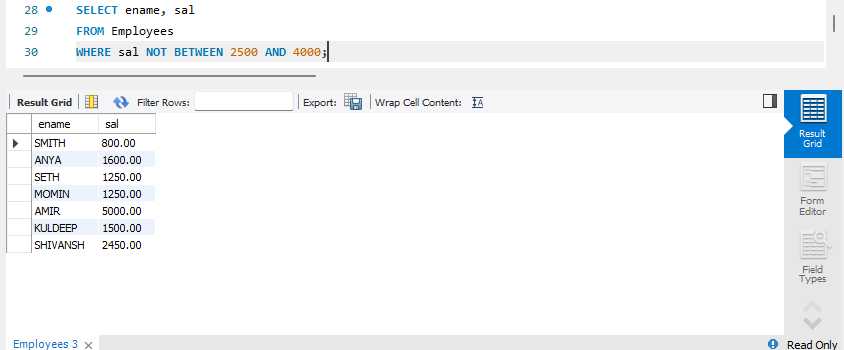 28 SELECT ename, sal
29 FROM Employees
30 WHERE sal NOT BETWEEN 2500 AND 4000;
Result Grid Filter Rows: Export: Wrap Cell Content:
ename sal
SMITH 800.00
ANYA 1600.00
SETH 1250.00
MOMIN 1250.00
AMIR 5000.00
KULDEEP 1500.00
SHIVANSH 2450.00
Result
Grid
Form
Editor
Field
Types
Employees 3 Read Only